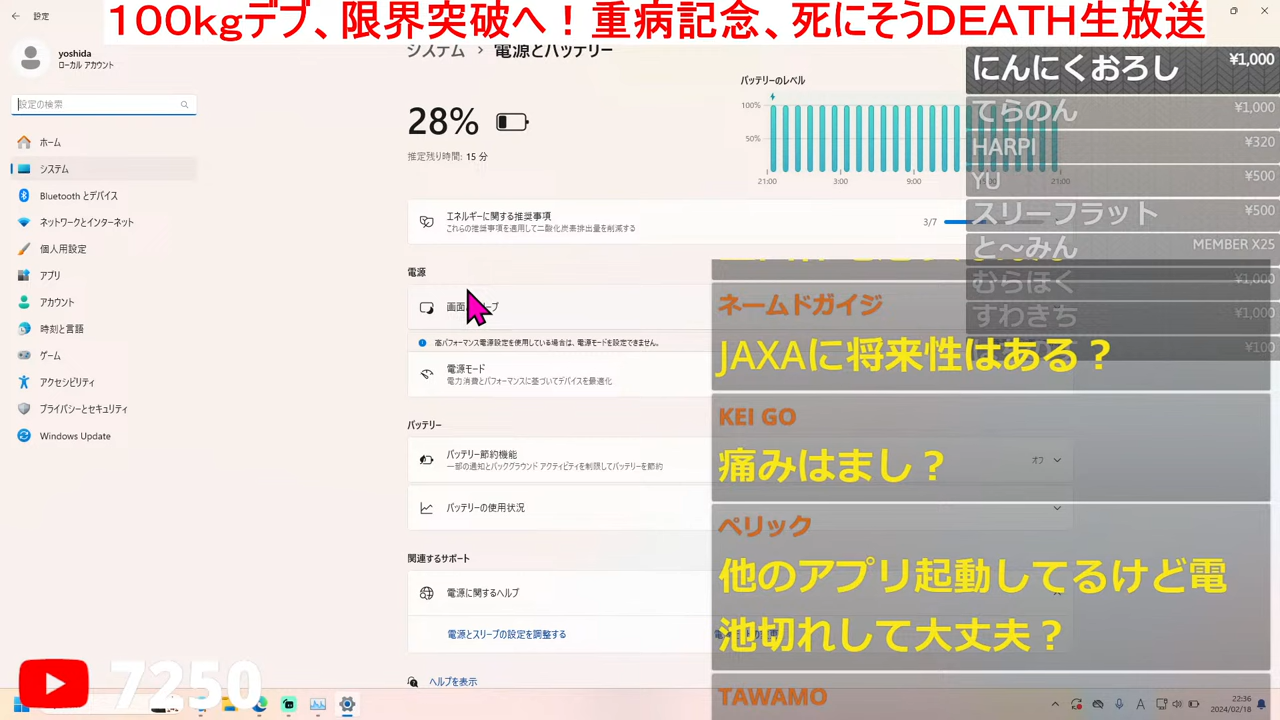 設定
100kgデブ、限界突破へ！重病記念、死にそうDEATH生放送
yoshida
ローカル アカウント
設定の検索
ホーム
システム
Bluetooth とデバイス
ネットワークとインターネット
個人用設定
アプリ
アカウント
時刻と言語
ゲーム
アクセシビリティ
プライバシーとセキュリティ
Windows Update
システム › 電源とバッテリー
28%
推定残り時間: 15 分
バッテリーのレベル
100%
50%
21:00 3:00 9:00 15:00 21:00
エネルギーに関する推奨事項
これらの推奨事項を適用して二酸化炭素排出量を削減する
3/7
電源
画面
高パフォーマンス電源設定を使用している場合は、電源モードを設定できません。
電源モード
電力消費とパフォーマンスに基づいてデバイスを最適化
バッテリー
バッテリー節約機能
一部の通知とバックグラウンド アクティビティを制限してバッテリーを節約
オフ
バッテリーの使用状況
関連するサポート
電源に関するヘルプ
電源とスリープの設定を調整する
ヘルプを表示
にんにくおろし ¥1,000
てらのん ¥1,000
HARPI ¥320
YU ¥500
スリーフラット ¥500
と〜みん MEMBER X25
むらほく ¥1,000
すわきち ¥1,000
¥100
ネームドガイジ
JAXAに将来性はある？
KEI GO
痛みはまし？
ペリック
他のアプリ起動してるけど電
池切れして大丈夫？
TAWAMO
7250
A
22:36
2024/02/18